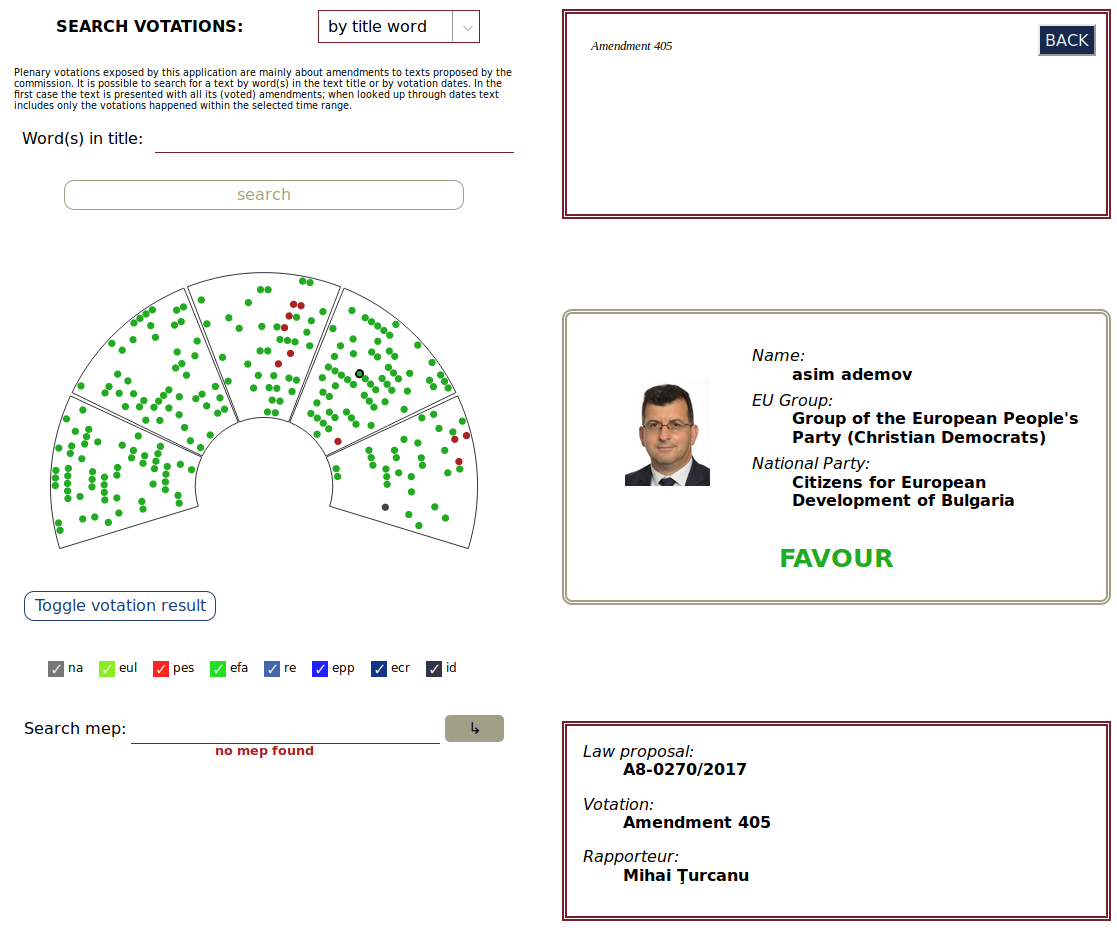 SEARCH VOTATIONS:
by title word
Plenary votations exposed by this application are mainly about amendments to texts proposed by the
commission. It is possible to search for a text by word(s) in the text title or by votation dates. In the
first case the text is presented with all its (voted) amendments; when looked up through dates text
includes only the votations happened within the selected time range.
Word(s) in title:
search
Toggle votation result
na eul pes efa re epp ecr id
Search mep:
↳
no mep found
Amendment 405
BACK
Name:
asim ademov
EU Group:
Group of the European People's
Party (Christian Democrats)
National Party:
Citizens for European
Development of Bulgaria
FAVOUR
Law proposal:
A8-0270/2017
Votation:
Amendment 405
Rapporteur:
Mihai Ţurcanu